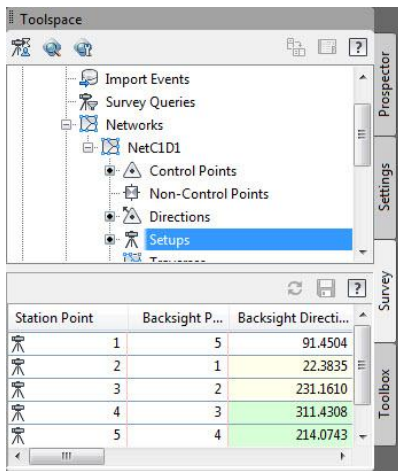 Toolspace
?
Import Events
Survey Queries
Networks
NetC1D1
Control Points
Non-Control Points
Directions
Setups
Prospector
Settings
Survey
Toolbox
?
Station Point Backsight P... Backsight Directi...
1 5 91.4504
2 1 22.3835
3 2 231.1610
4 3 311.4308
5 4 214.0743